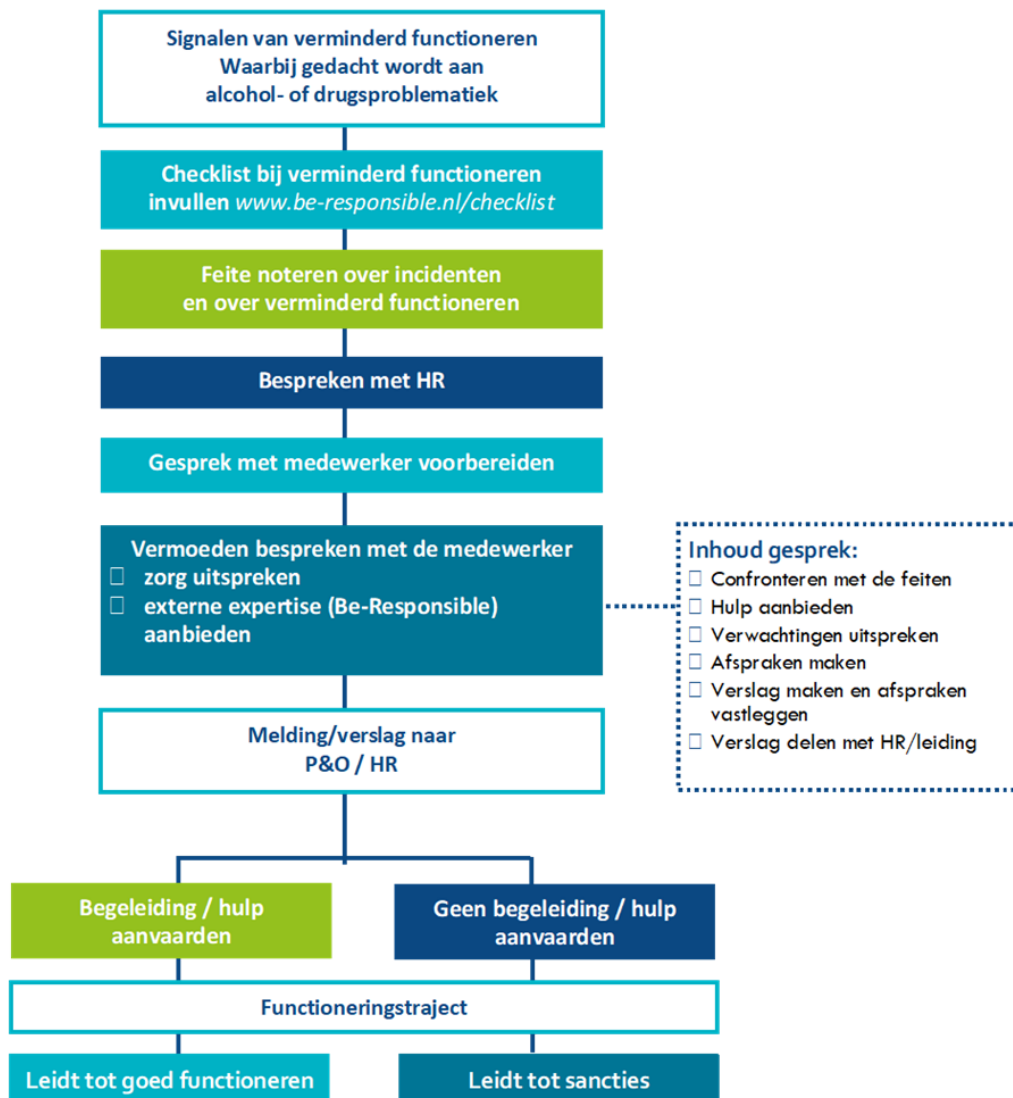 Signalen van verminderd functioneren
Waarbij gedacht wordt aan
alcohol- of drugsproblematiek
Checklist bij verminderd functioneren
invullen www.be-responsible.nl/checklist
Feite noteren over incidenten
en over verminderd functioneren
Bespreken met HR
Gesprek met medewerker voorbereiden
Vermoeden bespreken met de medewerker
zorg uitspreken
externe expertise (Be-Responsible)
aanbieden
Inhoud gesprek:
Confronteren met de feiten
Hulp aanbieden
Verwachtingen uitspreken
Afspraken maken
Verslag maken en afspraken
vastleggen
Verslag delen met HR/leiding
Melding/verslag naar
P&O / HR
Begeleiding / hulp
aanvaarden
Geen begeleiding / hulp
aanvaarden
Functioneringstraject
Leidt tot goed functioneren
Leidt tot sancties